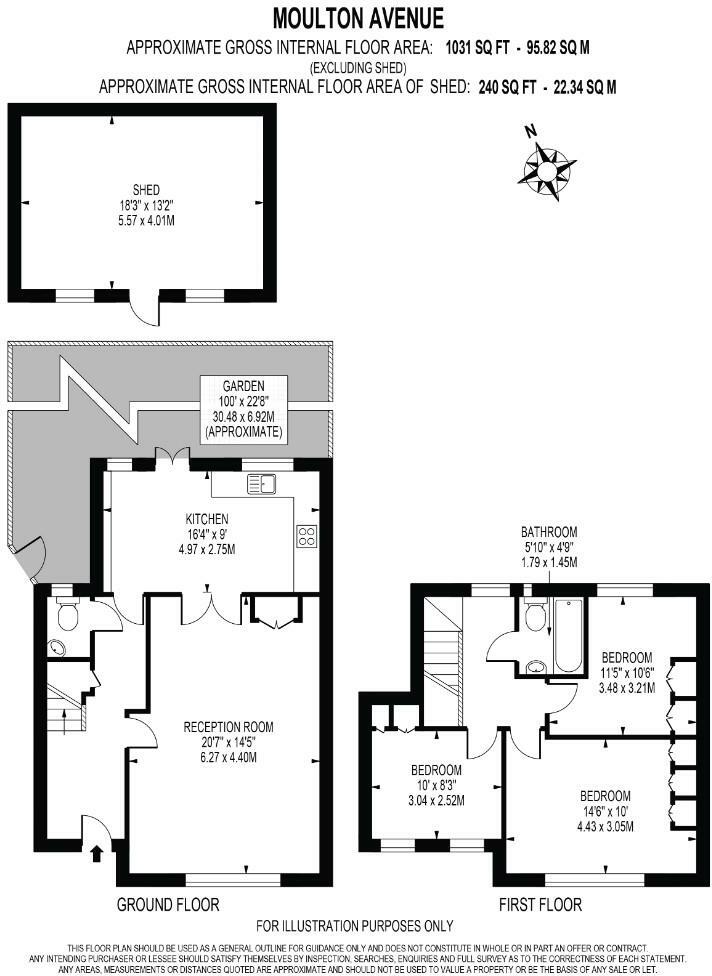 MOULTON AVENUE
APPROXIMATE GROSS INTERNAL FLOOR AREA: 1031 SQ FT - 95.82 SQ M
(EXCLUDING SHED)
APPROXIMATE GROSS INTERNAL FLOOR AREA OF SHED: 240 SQ FT - 22.34 SQ M
N
SHED
18'3" x 13'2"
5.57 x 4.01M
GARDEN
100' x 22'8"
30.48 x 6.92M
(APPROXIMATE)
KITCHEN
16'4" x 9'
4.97 x 2.75M
RECEPTION ROOM
20'7" x 14'5"
6.27 x 4.40M
GROUND FLOOR
BATHROOM
5'10" x 4'9"
1.79 x 1.45M
BEDROOM
11'5" x 10'6"
3.48 x 3.21M
BEDROOM
10' x 8'3"
3.04 x 2.52M
BEDROOM
14'6" x 10'
4.43 x 3.05M
FIRST FLOOR
FOR ILLUSTRATION PURPOSES ONLY
THIS FLOOR PLAN SHOULD BE USED AS A GENERAL OUTLINE FOR GUIDANCE ONLY AND DOES NOT CONSTITUTE IN WHOLE OR IN PART AN OFFER OR CONTRACT.
ANY INTENDING PURCHASER OR LESSEE SHOULD SATISFY THEMSELVES BY INSPECTION, SEARCHES, ENQUIRIES AND FULL SURVEY AS TO THE CORRECTNESS OF EACH STATEMENT.
ANY AREAS, MEASUREMENTS OR DISTANCES QUOTED ARE APPROXIMATE AND SHOULD NOT BE USED TO VALUE A PROPERTY OR BE THE BASIS OF ANY SALE OR LET.